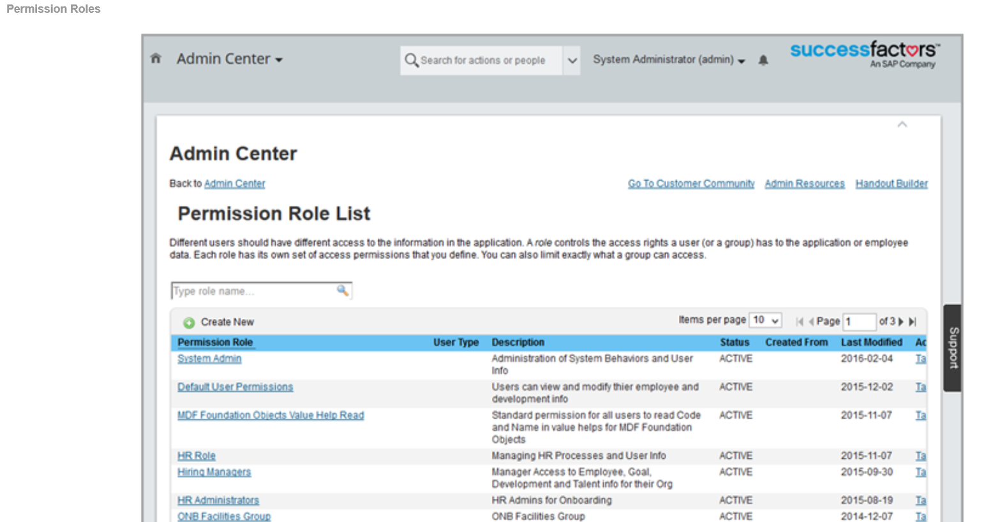 Permission Roles
Admin Center
Search for actions or people
System Administrator (admin)
successfactors™
An SAP Company
Admin Center
Back to Admin Center
Go To Customer Community Admin Resources Handout Builder
Permission Role List
Different users should have different access to the information in the application. A role controls the access rights a user (or a group) has to the application or employee
data. Each role has its own set of access permissions that you define. You can also limit exactly what a group can access.
Type role name...
Create New
Items per page 10 Page 1 of 3
Permission Role User Type Description Status Created From Last Modified Ac
System Admin Administration of System Behaviors and User ACTIVE 2016-02-04 Ta
Info
Default User Permissions Users can view and modify thier employee and ACTIVE 2015-12-02 Ta
development info
MDF Foundation Objects Value Help Read Standard permission for all users to read Code ACTIVE 2015-11-07 Ta
and Name in value helps for MDF Foundation
Objects
HR Role Managing HR Processes and User Info ACTIVE 2015-11-07 Ta
Hiring Managers Manager Access to Employee, Goal, ACTIVE 2015-09-30 Ta
Development and Talent info for their Org
HR Administrators HR Admins for Onboarding ACTIVE 2015-08-19 Ta
ONB Facilities Group ONB Facilities Group ACTIVE 2014-12-07 Ta
Support